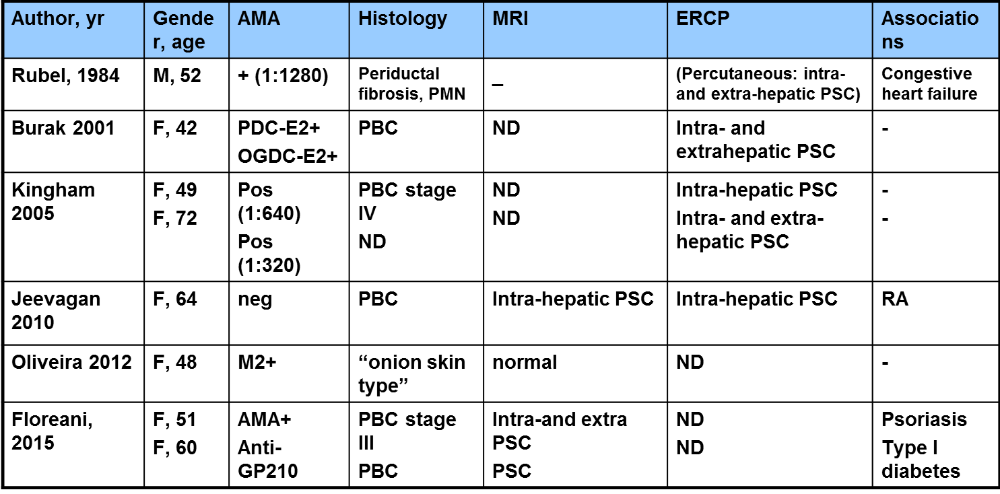 Author, yr
Gende
r, age
AMA
Histology
MRI
ERCP
Associatio
ns
Rubel, 1984
M, 52
+ (1:1280)
Periductal
fibrosis, PMN
–
(Percutaneous: intra-
and extra-hepatic PSC)
Congestive
heart failure
Burak 2001
F, 42
PDC-E2+
OGDC-E2+
PBC
ND
Intra- and
extrahepatic PSC
-
Kingham
2005
F, 49
F, 72
Pos
(1:640)
Pos
(1:320)
PBC stage
IV
ND
ND
ND
Intra-hepatic PSC
Intra- and extra-
hepatic PSC
-
-
Jeevagan
2010
F, 64
neg
PBC
Intra-hepatic PSC
Intra-hepatic PSC
RA
Oliveira 2012
F, 48
M2+
“onion skin
type”
normal
ND
-
Floreani,
2015
F, 51
F, 60
AMA+
Anti-
GP210
PBC stage
III
PBC
Intra-and extra
PSC
PSC
ND
ND
Psoriasis
Type I
diabetes